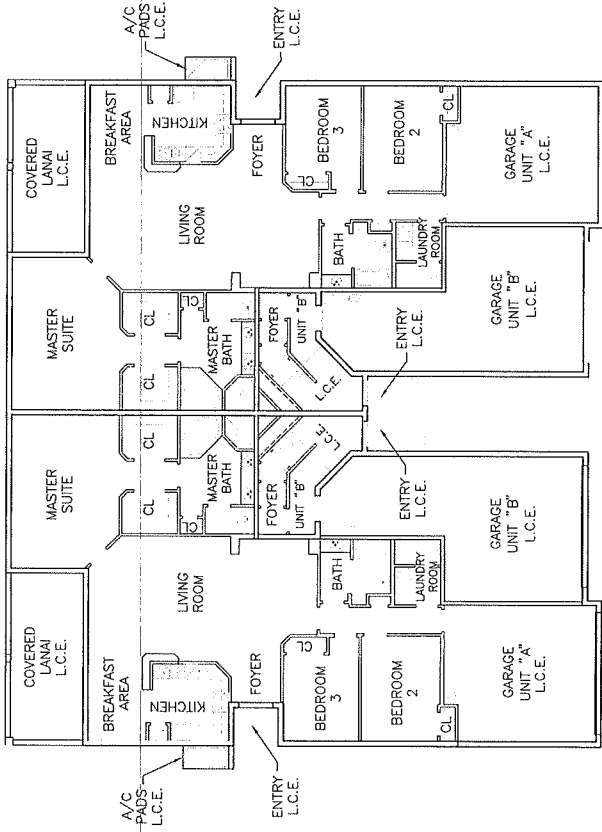 COVERED
LANAI
L.C.E.
MASTER
SUITE
MASTER
SUITE
COVERED
LANAI
L.C.E.
A/C
PADS
L.C.E.
BREAKFAST
AREA
KITCHEN
CL
CL
CL
CL
BREAKFAST
AREA
KITCHEN
A/C
PADS
L.C.E.
LIVING
ROOM
CL
MASTER
BATH
MASTER
BATH
CL
LIVING
ROOM
ENTRY
L.C.E.
FOYER
FOYER
UNIT "B"
L.C.E.
FOYER
UNIT "B"
L.C.E.
FOYER
ENTRY
L.C.E.
BEDROOM
3
CL
BATH
BATH
CL
BEDROOM
3
BEDROOM
2
CL
LAUNDRY
ROOM
ENTRY
L.C.E.
ENTRY
L.C.E.
LAUNDRY
ROOM
BEDROOM
2
CL
GARAGE
UNIT "A"
L.C.E.
GARAGE
UNIT "B"
L.C.E.
GARAGE
UNIT "B"
L.C.E.
GARAGE
UNIT "A"
L.C.E.